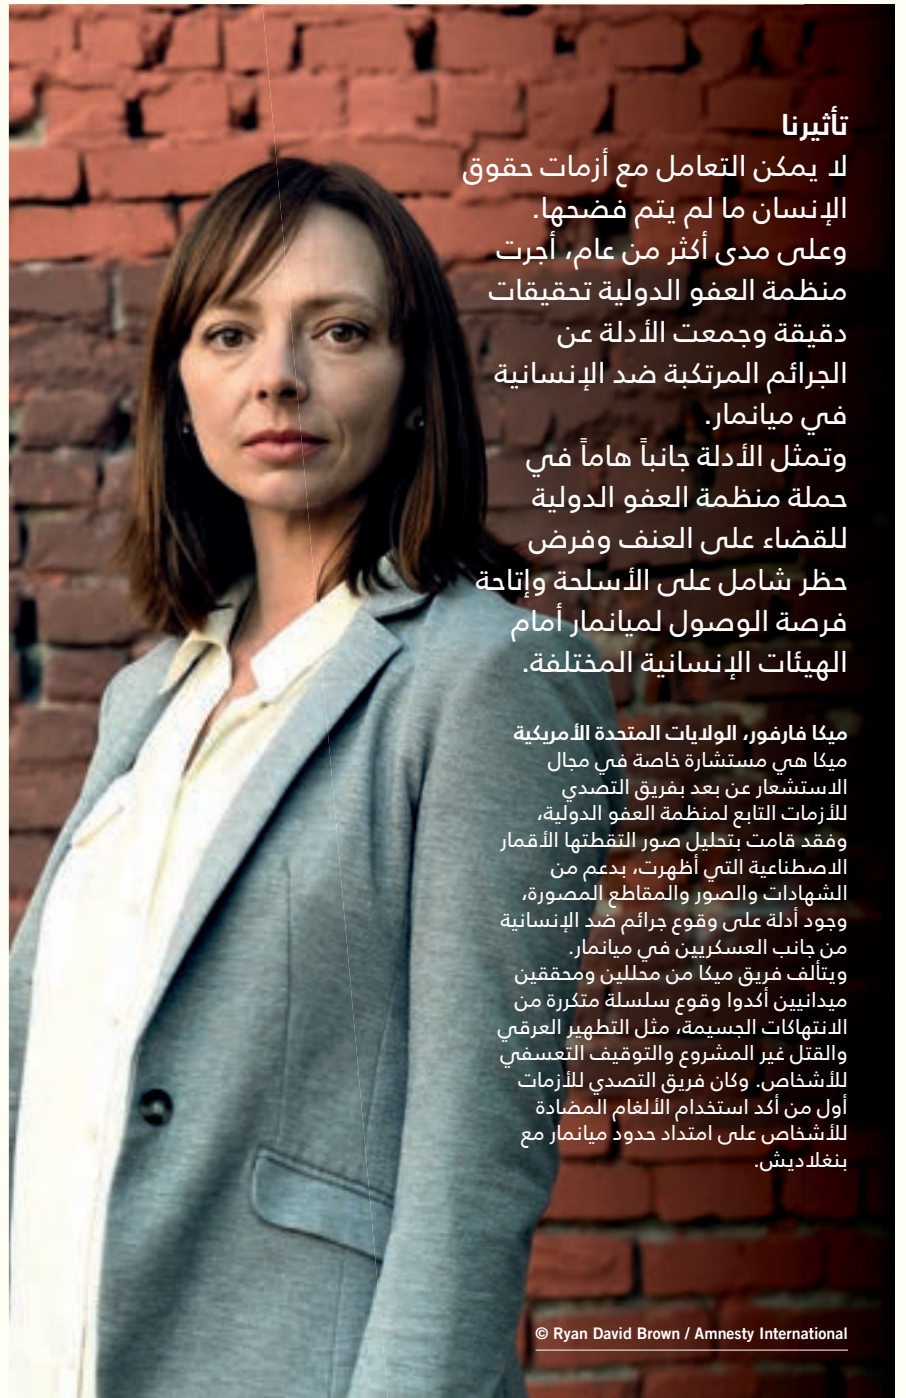 تأثيرنا
لا يمكن التعامل مع أزمات حقوق
الإنسان ما لم يتم فضحها.
وعلى مدى أكثر من عام، أجرت
منظمة العفو الدولية تحقيقات
دقيقة وجمعت الأدلة عن
الجرائم المرتكبة ضد الإنسانية
في ميانمار.
وتمثل الأدلة جانباً هاماً في
حملة منظمة العفو الدولية
للقضاء على العنف وفرض
حظر شامل على الأسلحة وإتاحة
فرصة الوصول لميانمار أمام
الهيئات الإنسانية المختلفة.
ميكا فارفور، الولايات المتحدة الأمريكية
ميكا هي مستشارة خاصة في مجال
الاستشعار عن بعد بفريق التصدي
للأزمات التابع لمنظمة العفو الدولية،
وفقد قامت بتحليل صور التقطتها الأقمار
الاصطناعية التي أظهرت، بدعم من
الشهادات والصور والمقاطع المصورة،
وجود أدلة على وقوع جرائم ضد الإنسانية
من جانب العسكريين في ميانمار.
ويتألف فريق ميكا من محللين ومحققين
ميدانيين أكدوا وقوع سلسلة متكررة من
الانتهاكات الجسيمة، مثل التطهير العرقي
والقتل غير المشروع والتوقيف التعسفي
للأشخاص. وكان فريق التصدي للأزمات
أول من أكد استخدام الألغام المضادة
للأشخاص على امتداد حدود ميانمار مع
بنغلاديش.
© Ryan David Brown / Amnesty International